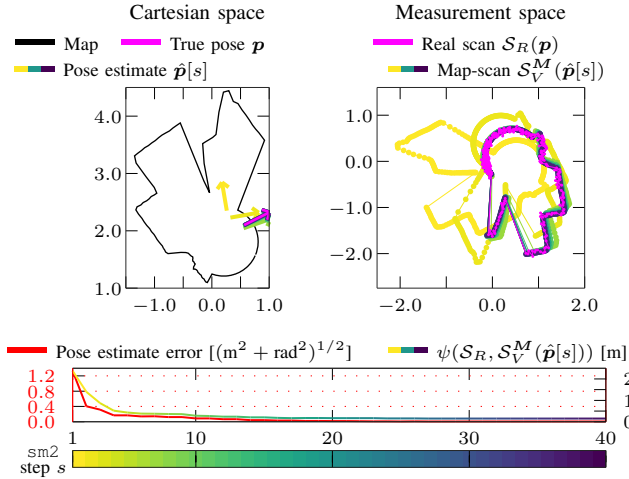 Cartesian space Measurement space
Map True pose p Real scan S_R(p)
Pose estimate p̂[s] Map-scan S_V^M(p̂[s])
4.0
3.0
2.0
1.0
−1.0 0.0 1.0
1.0
0.0
−1.0
−2.0
−2.0 0.0 2.0
Pose estimate error [(m² + rad²)^1/2] ψ(S_R, S_V^M(p̂[s])) [m]
1.2
0.8
0.4
0.0
2
1
0
1 10 20 30 40
sm2
step s